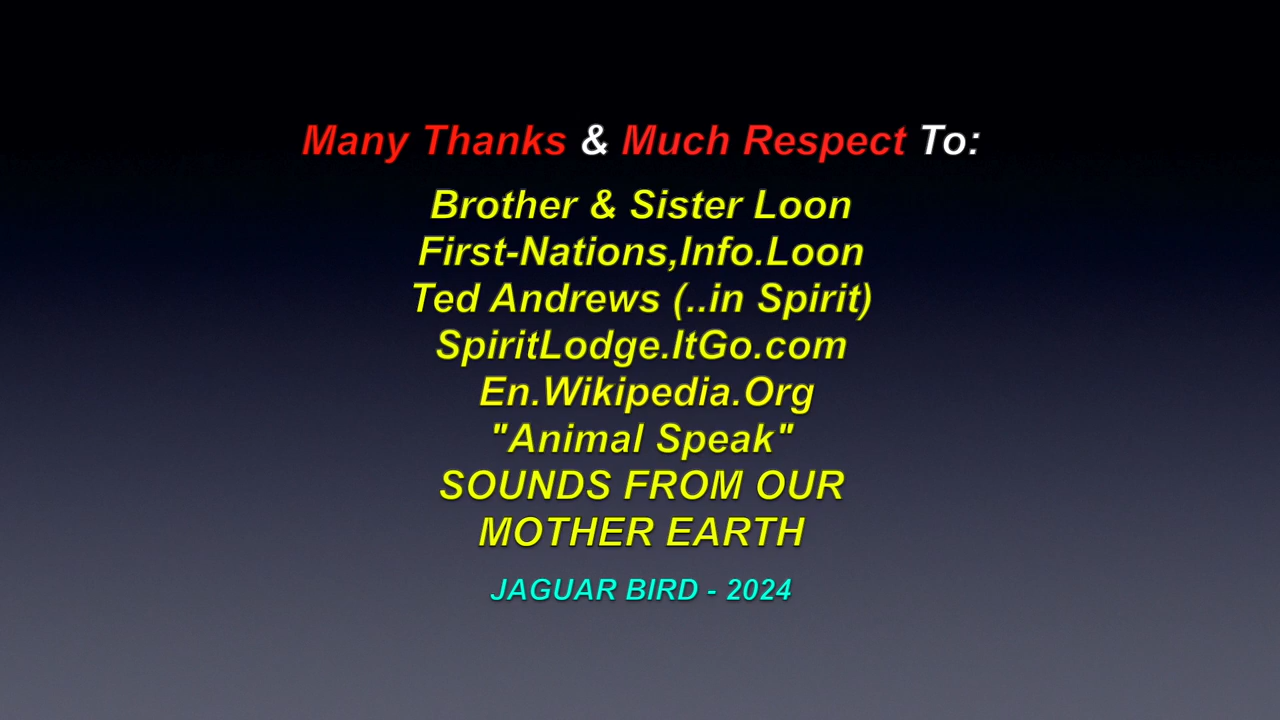 Many Thanks & Much Respect To:
Brother & Sister Loon
First-Nations,Info.Loon
Ted Andrews (..in Spirit)
SpiritLodge.ItGo.com
En.Wikipedia.Org
"Animal Speak"
SOUNDS FROM OUR
MOTHER EARTH
JAGUAR BIRD - 2024